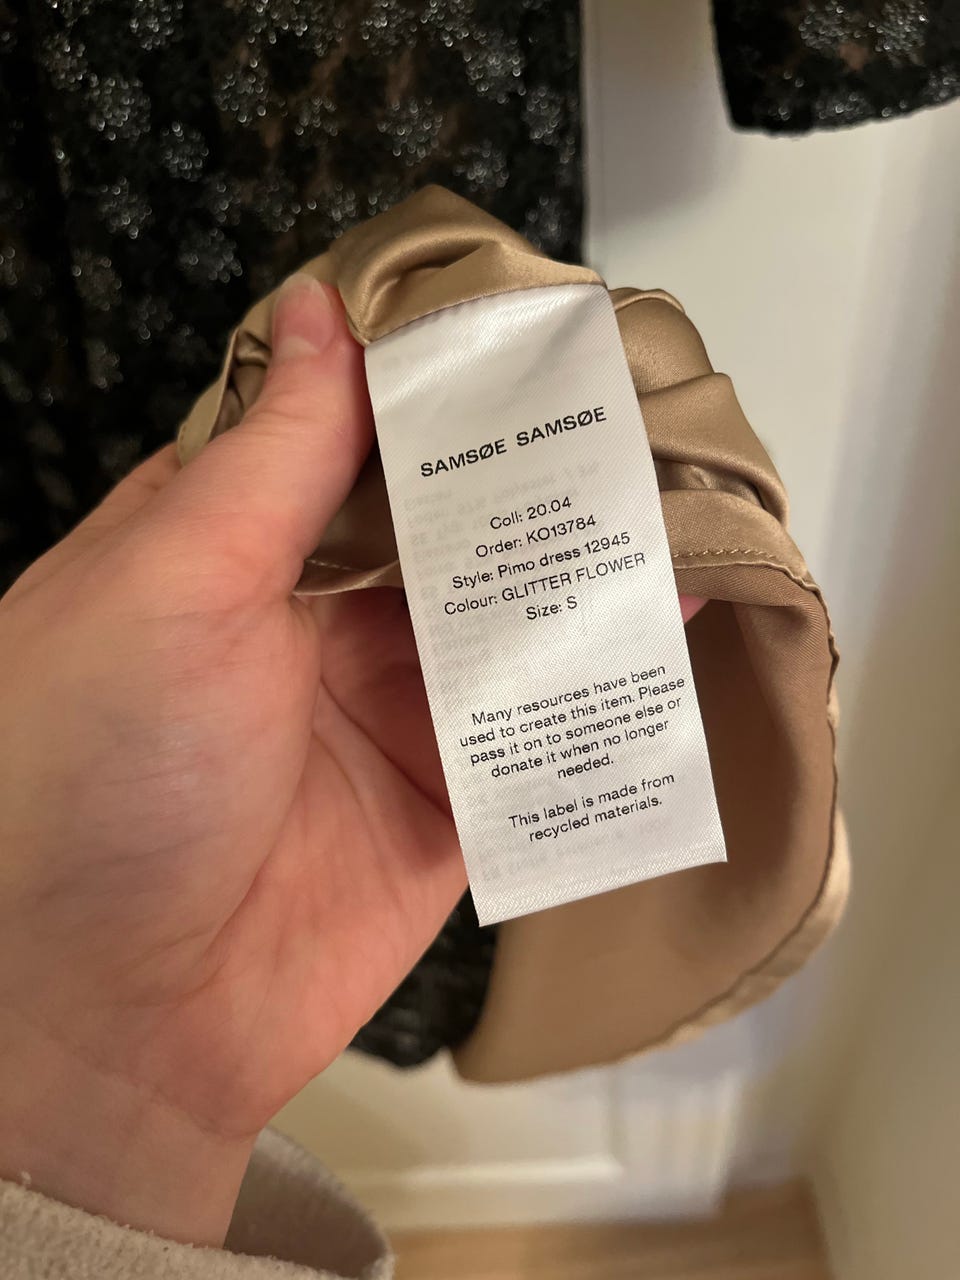 SAMSØE SAMSØE
Coll: 20.04
Order: KO13784
Style: Pimo dress 12945
Colour: GLITTER FLOWER
Size: S
Many resources have been
used to create this item. Please
pass it on to someone else or
donate it when no longer
needed.
This label is made from
recycled materials.